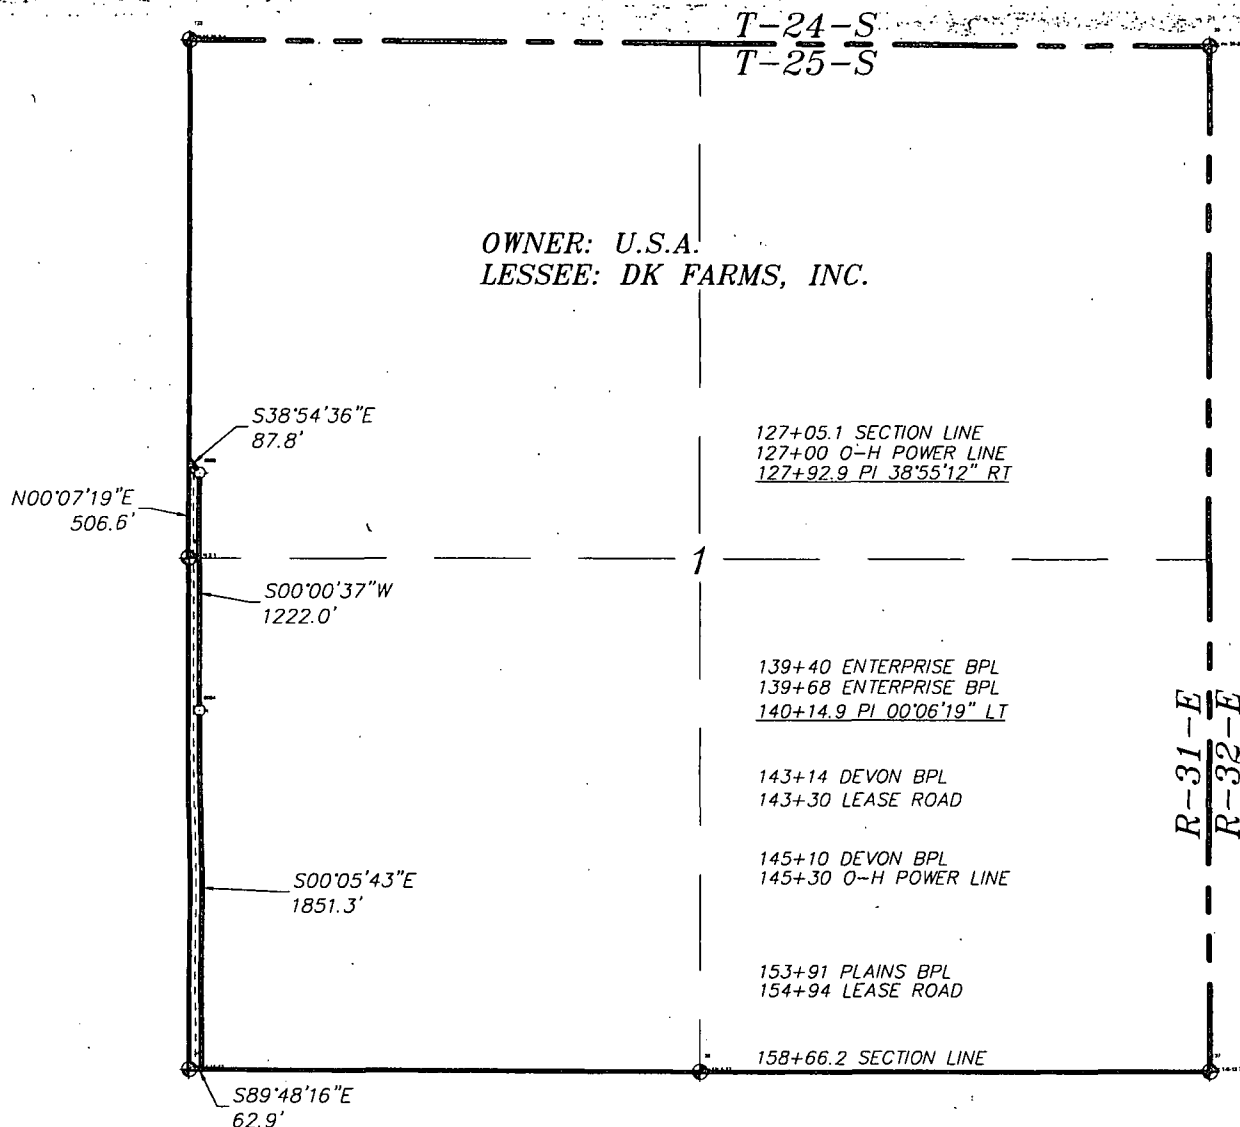 T-24-S
T-25-S
OWNER: U.S.A.
LESSEE: DK FARMS, INC.
S38°54'36"E
87.8'
127+05.1 SECTION LINE
127+00 O-H POWER LINE
127+92.9 PI 38°55'12" RT
N00°07'19"E
506.6'
1
S00°00'37"W
1222.0'
139+40 ENTERPRISE BPL
139+68 ENTERPRISE BPL
140+14.9 PI 00°06'19" LT
R-31-E
R-32-E
143+14 DEVON BPL
143+30 LEASE ROAD
145+10 DEVON BPL
145+30 O-H POWER LINE
S00°05'43"E
1851.3'
153+91 PLAINS BPL
154+94 LEASE ROAD
158+66.2 SECTION LINE
S89°48'16"E
62.9'